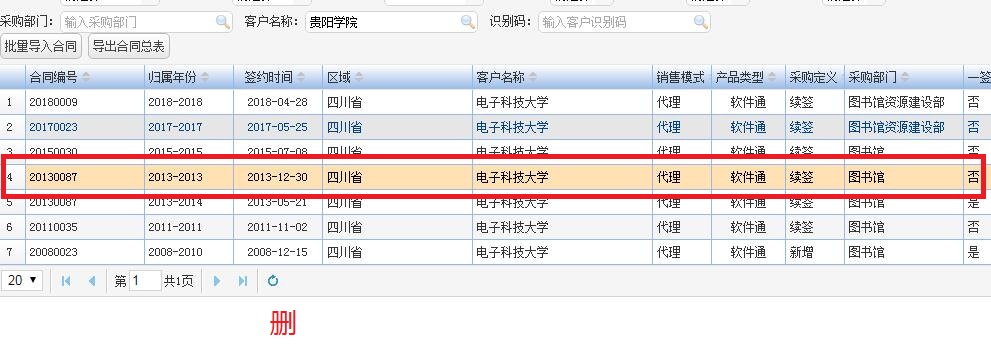 采购部门： 输入采购部门 客户名称： 贵阳学院 识别码： 输入客户识别码
批量导入合同 导出合同总表
合同编号 归属年份 签约时间 区域 客户名称 销售模式 产品类型 采购定义 采购部门 一签
1 20180009 2018-2018 2018-04-28 四川省 电子科技大学 代理 软件通 续签 图书馆资源建设部 否
2 20170023 2017-2017 2017-05-25 四川省 电子科技大学 代理 软件通 续签 图书馆资源建设部 否
3 20150030 2015-2015 2015-07-08 四川省 电子科技大学 代理 软件通 续签 图书馆 否
4 20130087 2013-2013 2013-12-30 四川省 电子科技大学 代理 软件通 续签 图书馆 否
5 20130087 2013-2014 2013-05-21 四川省 电子科技大学 代理 软件通 续签 图书馆 是
6 20110035 2011-2011 2011-11-02 四川省 电子科技大学 代理 软件通 续签 图书馆 否
7 20080023 2008-2010 2008-12-15 四川省 电子科技大学 代理 软件通 新增 图书馆 是
20 第 1 共1页
删